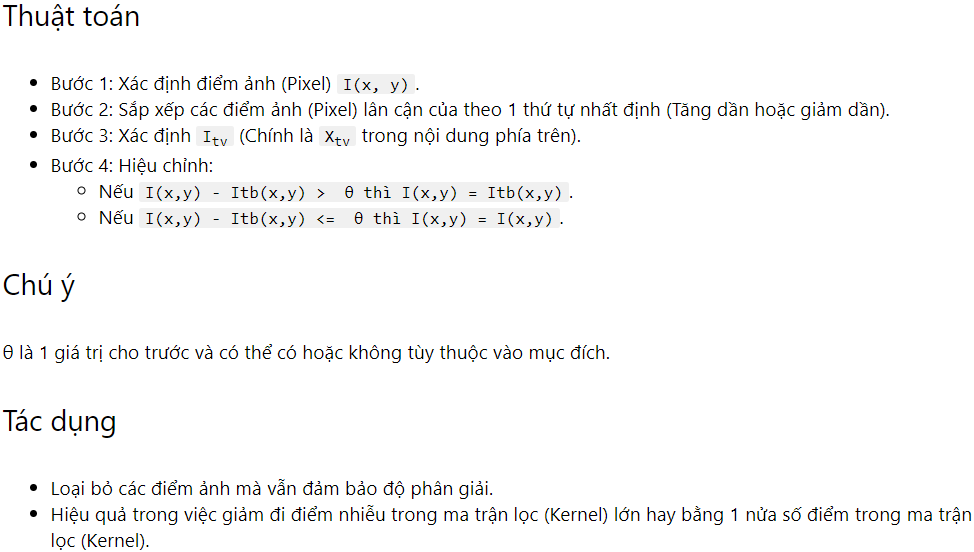 Thuật toán
Bước 1: Xác định điểm ảnh (Pixel) I(x, y).
Bước 2: Sắp xếp các điểm ảnh (Pixel) lân cận của theo 1 thứ tự nhất định (Tăng dần hoặc giảm dần).
Bước 3: Xác định Itv (Chính là Xtv trong nội dung phía trên).
Bước 4: Hiệu chỉnh:
Nếu I(x,y) - Itb(x,y) > θ thì I(x,y) = Itb(x,y).
Nếu I(x,y) - Itb(x,y) <= θ thì I(x,y) = I(x,y).
Chú ý
θ là 1 giá trị cho trước và có thể có hoặc không tùy thuộc vào mục đích.
Tác dụng
Loại bỏ các điểm ảnh mà vẫn đảm bảo độ phân giải.
Hiệu quả trong việc giảm đi điểm nhiễu trong ma trận lọc (Kernel) lớn hay bằng 1 nửa số điểm trong ma trận
lọc (Kernel).